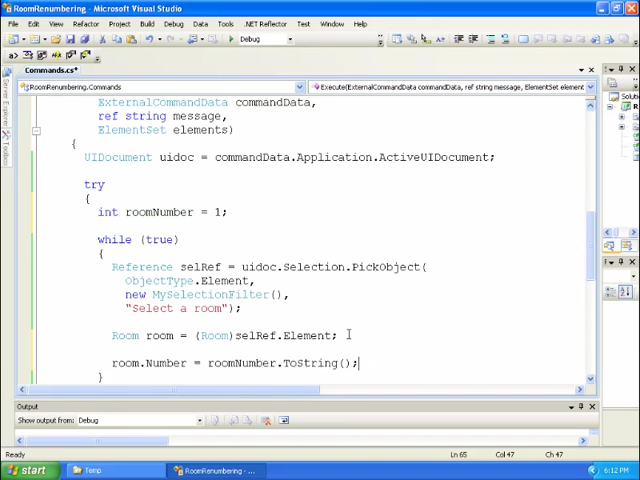 RoomRenumbering - Microsoft Visual Studio
File Edit View Refactor Project Build Debug Data Tools .NET Reflector Test Window Help
Debug
Commands.cs*
RoomRenumbering.Commands
Execute(ExternalCommandData commandData, ref string message, ElementSet element
ExternalCommandData commandData,
ref string message,
ElementSet elements)
{
UIDocument uidoc = commandData.Application.ActiveUIDocument;
try
{
int roomNumber = 1;
while (true)
{
Reference selRef = uidoc.Selection.PickObject(
ObjectType.Element,
new MySelectionFilter(),
"Select a room");
Room room = (Room)selRef.Element;
room.Number = roomNumber.ToString();
}
Server Explorer
Toolbox
Solu
Output
Show output from: Debug
Ready Ln 65 Col 47 Ch 47
start Temp RoomRenumbering - ... 6:12 PM